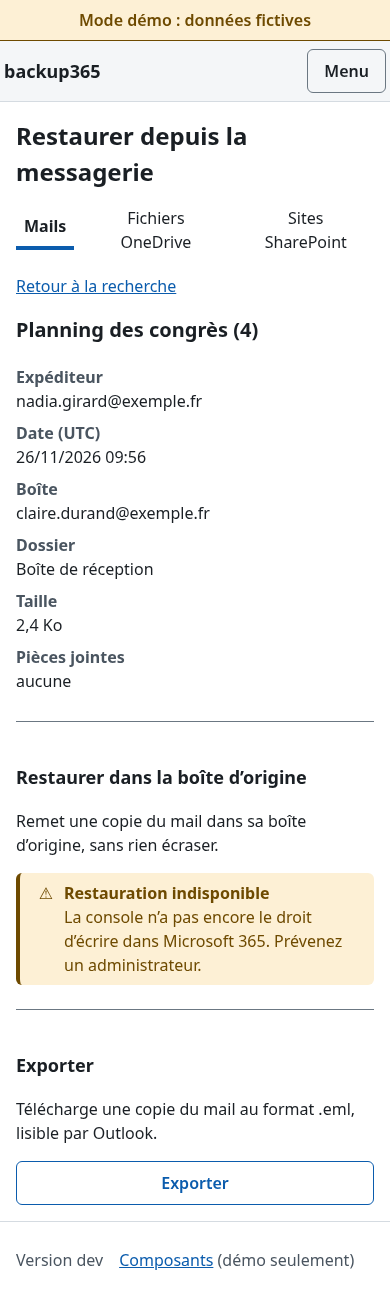 Mode démo : données fictives
backup365
Menu
Restaurer depuis la
messagerie
Mails
Fichiers
OneDrive
Sites
SharePoint
Retour à la recherche
Planning des congrès (4)
Expéditeur
nadia.girard@exemple.fr
Date (UTC)
26/11/2026 09:56
Boîte
claire.durand@exemple.fr
Dossier
Boîte de réception
Taille
2,4 Ko
Pièces jointes
aucune
Restaurer dans la boîte d’origine
Remet une copie du mail dans sa boîte
d’origine, sans rien écraser.
⚠ Restauration indisponible
La console n’a pas encore le droit
d’écrire dans Microsoft 365. Prévenez
un administrateur.
Exporter
Télécharge une copie du mail au format .eml,
lisible par Outlook.
Exporter
Version dev Composants (démo seulement)